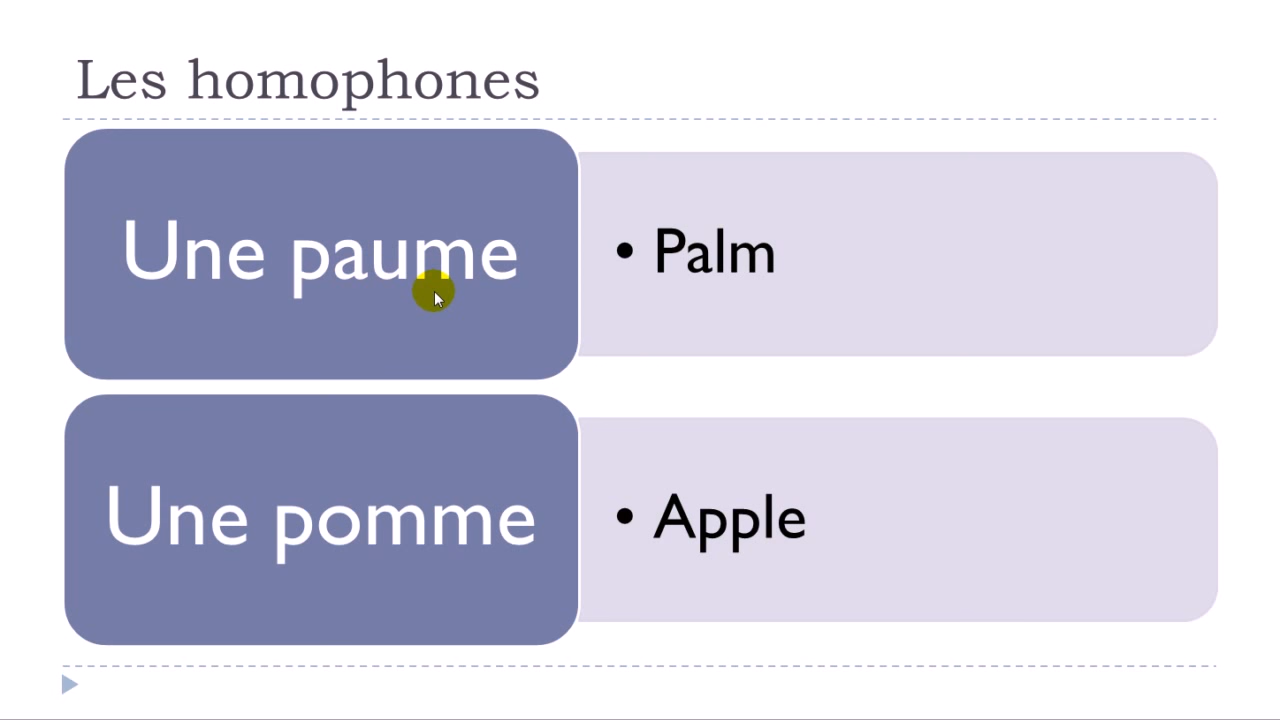 Les homophones
Une paume
• Palm
Une pomme
• Apple